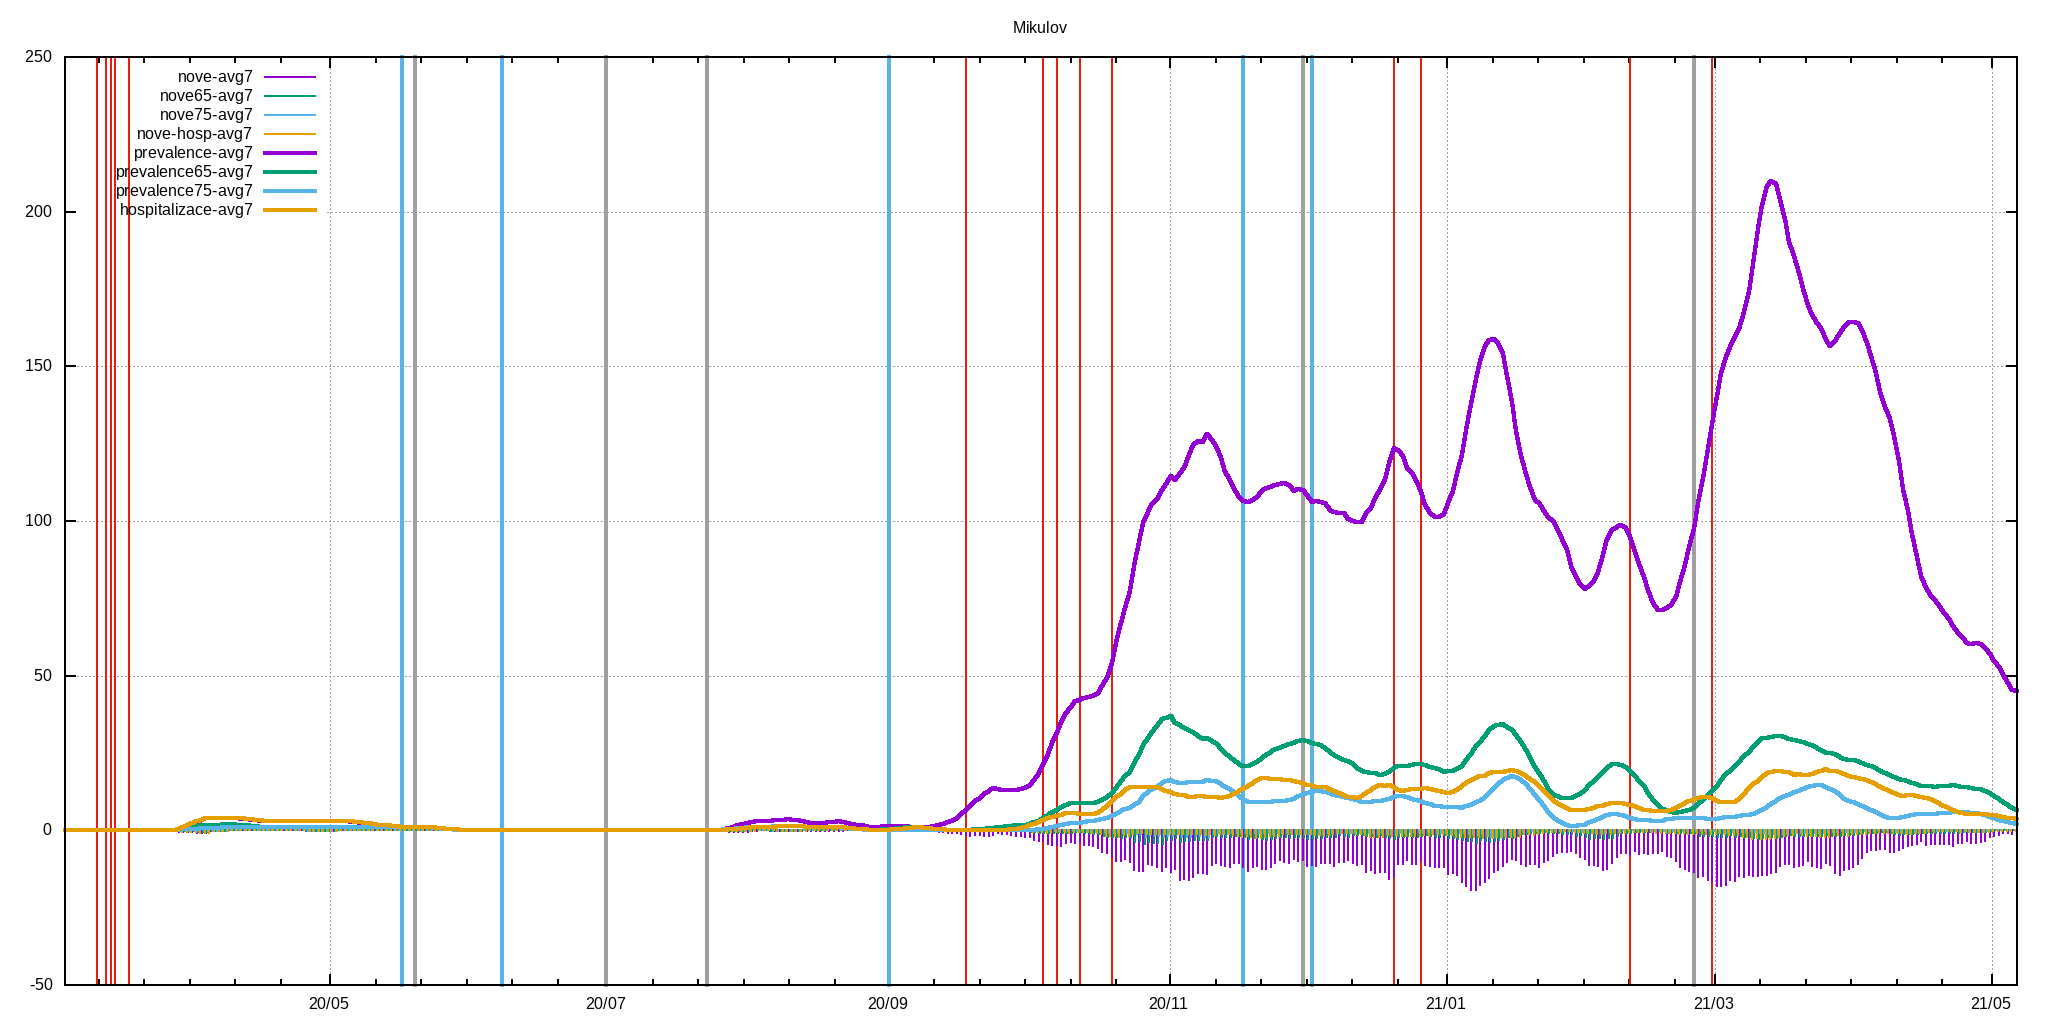 Mikulov
250
200
150
100
50
0
-50
nove-avg7
nove65-avg7
nove75-avg7
nove-hosp-avg7
prevalence-avg7
prevalence65-avg7
prevalence75-avg7
hospitalizace-avg7
20/05 20/07 20/09 20/11 21/01 21/03 21/05